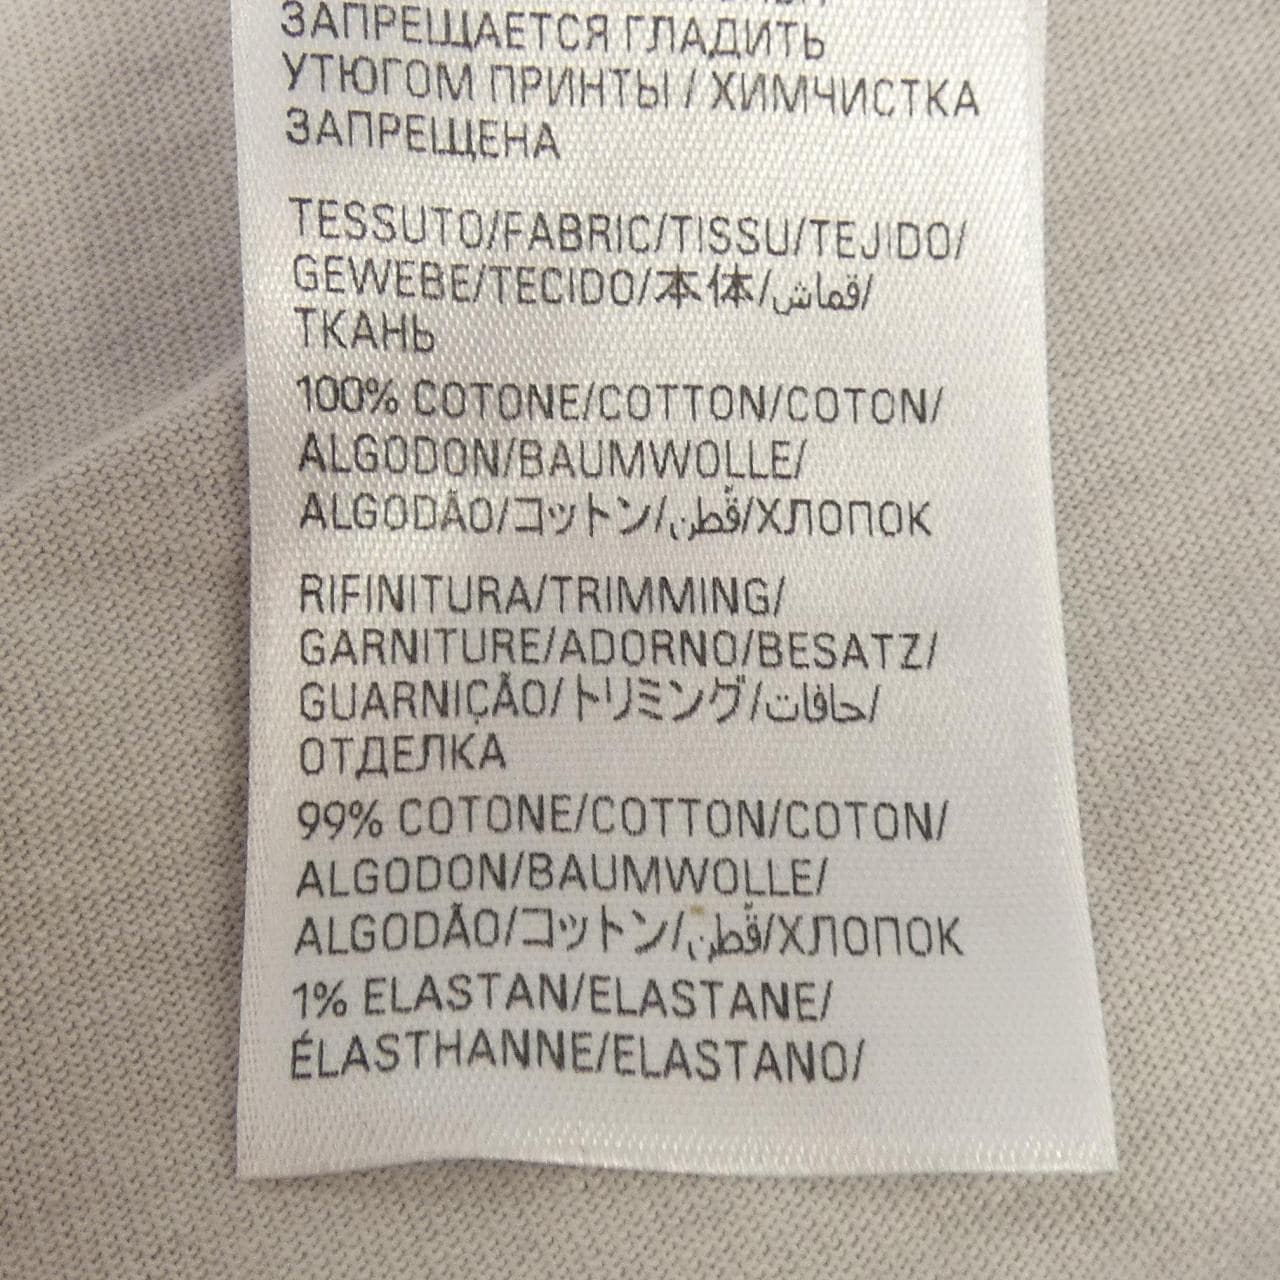 ЗАПРЕЩАЕТСЯ ГЛАДИТЬ
УТЮГОМ ПРИНТЫ / ХИМЧИСТКА
ЗАПРЕЩЕНА
TESSUTO/FABRIC/TISSU/TEJIDO/
GEWEBE/TECIDO/本体/قماش/
ТКАНЬ
100% COTONE/COTTON/COTON/
ALGODON/BAUMWOLLE/
ALGODÃO/コットン/قطن/ХЛОПОК
RIFINITURA/TRIMMING/
GARNITURE/ADORNO/BESATZ/
GUARNIÇÃO/トリミング/حافات/
ОТДЕЛКА
99% COTONE/COTTON/COTON/
ALGODON/BAUMWOLLE/
ALGODÃO/コットン/قطن/ХЛОПОК
1% ELASTAN/ELASTANE/
ÉLASTHANNE/ELASTANO/